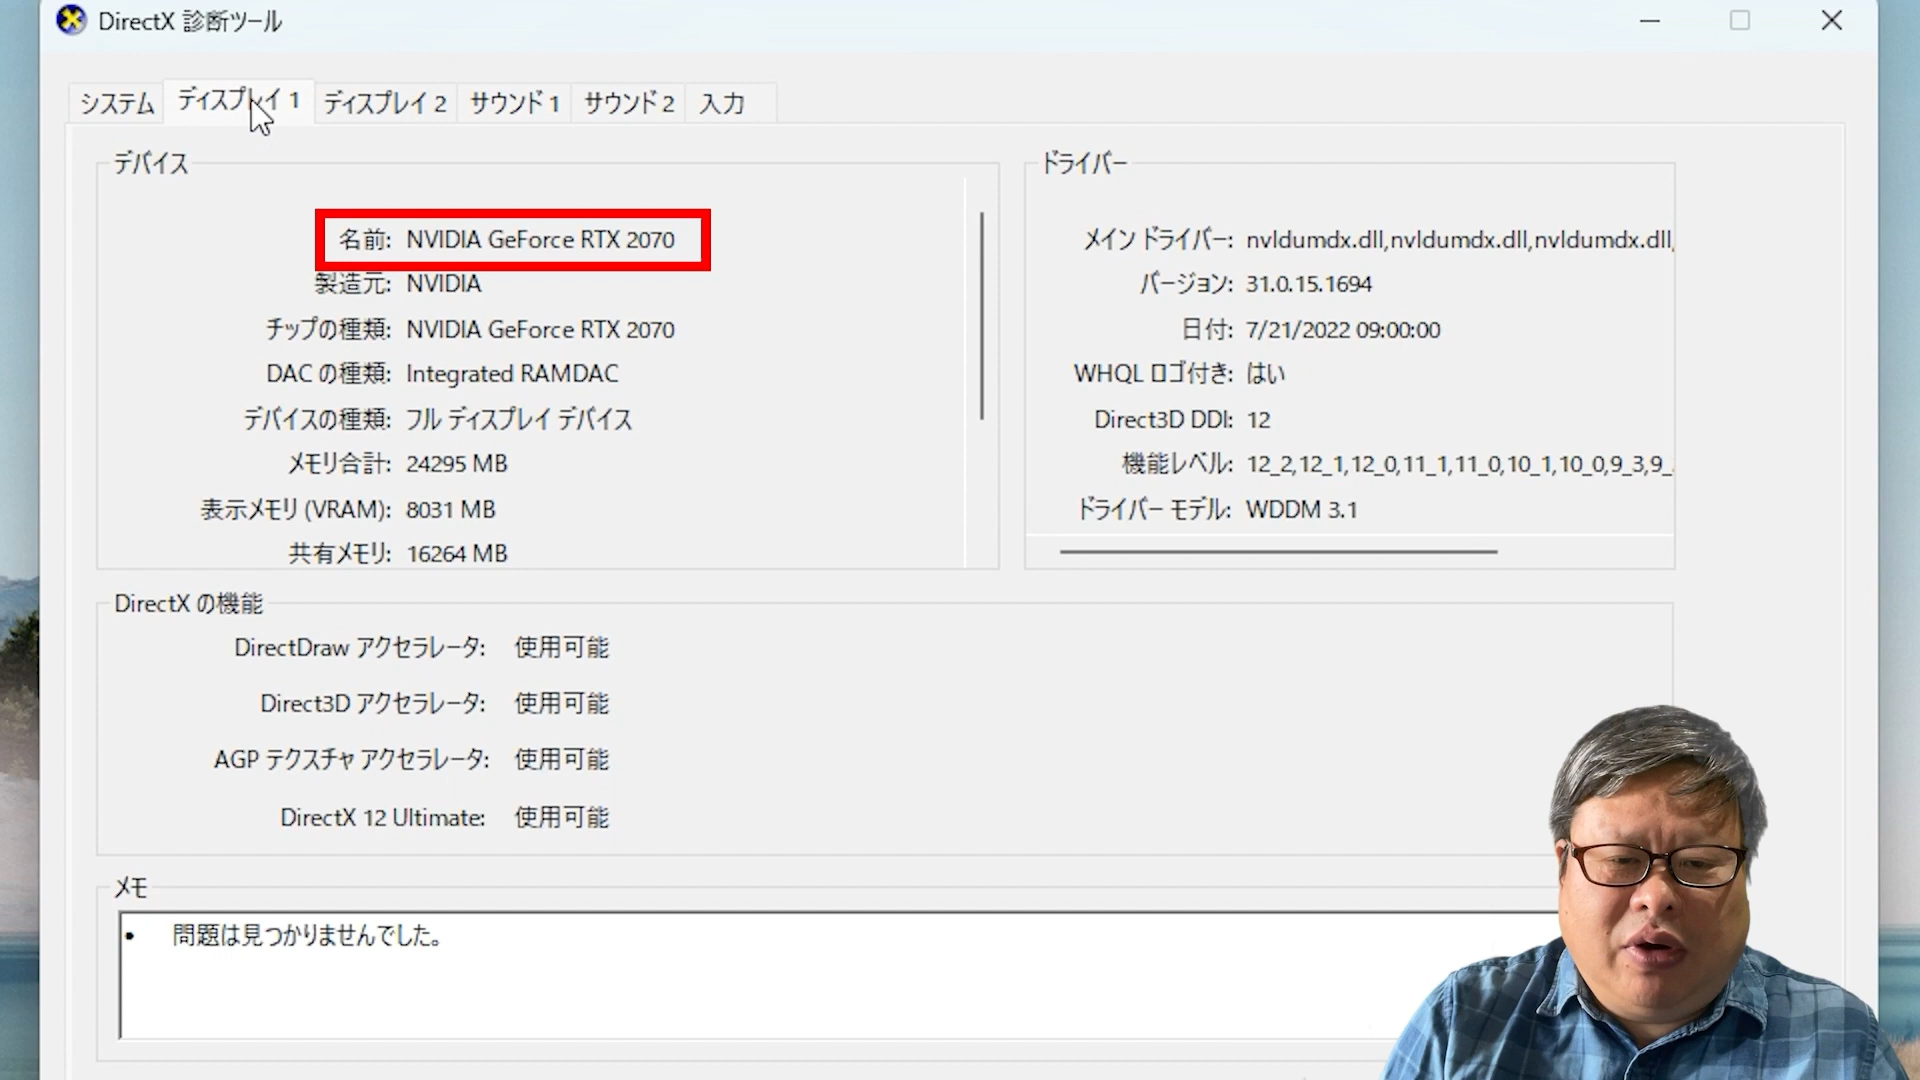 DirectX 診断ツール
システム ディスプレイ 1 ディスプレイ 2 サウンド 1 サウンド 2 入力
デバイス
名前: NVIDIA GeForce RTX 2070
製造元: NVIDIA
チップの種類: NVIDIA GeForce RTX 2070
DAC の種類: Integrated RAMDAC
デバイスの種類: フル ディスプレイ デバイス
メモリ合計: 24295 MB
表示メモリ (VRAM): 8031 MB
共有メモリ: 16264 MB
ドライバー
メイン ドライバー: nvldumdx.dll,nvldumdx.dll,nvldumdx.dll,
バージョン: 31.0.15.1694
日付: 7/21/2022 09:00:00
WHQL ロゴ付き: はい
Direct3D DDI: 12
機能レベル: 12_2,12_1,12_0,11_1,11_0,10_1,10_0,9_3,9_
ドライバー モデル: WDDM 3.1
DirectX の機能
DirectDraw アクセラレータ: 使用可能
Direct3D アクセラレータ: 使用可能
AGP テクスチャ アクセラレータ: 使用可能
DirectX 12 Ultimate: 使用可能
メモ
• 問題は見つかりませんでした。